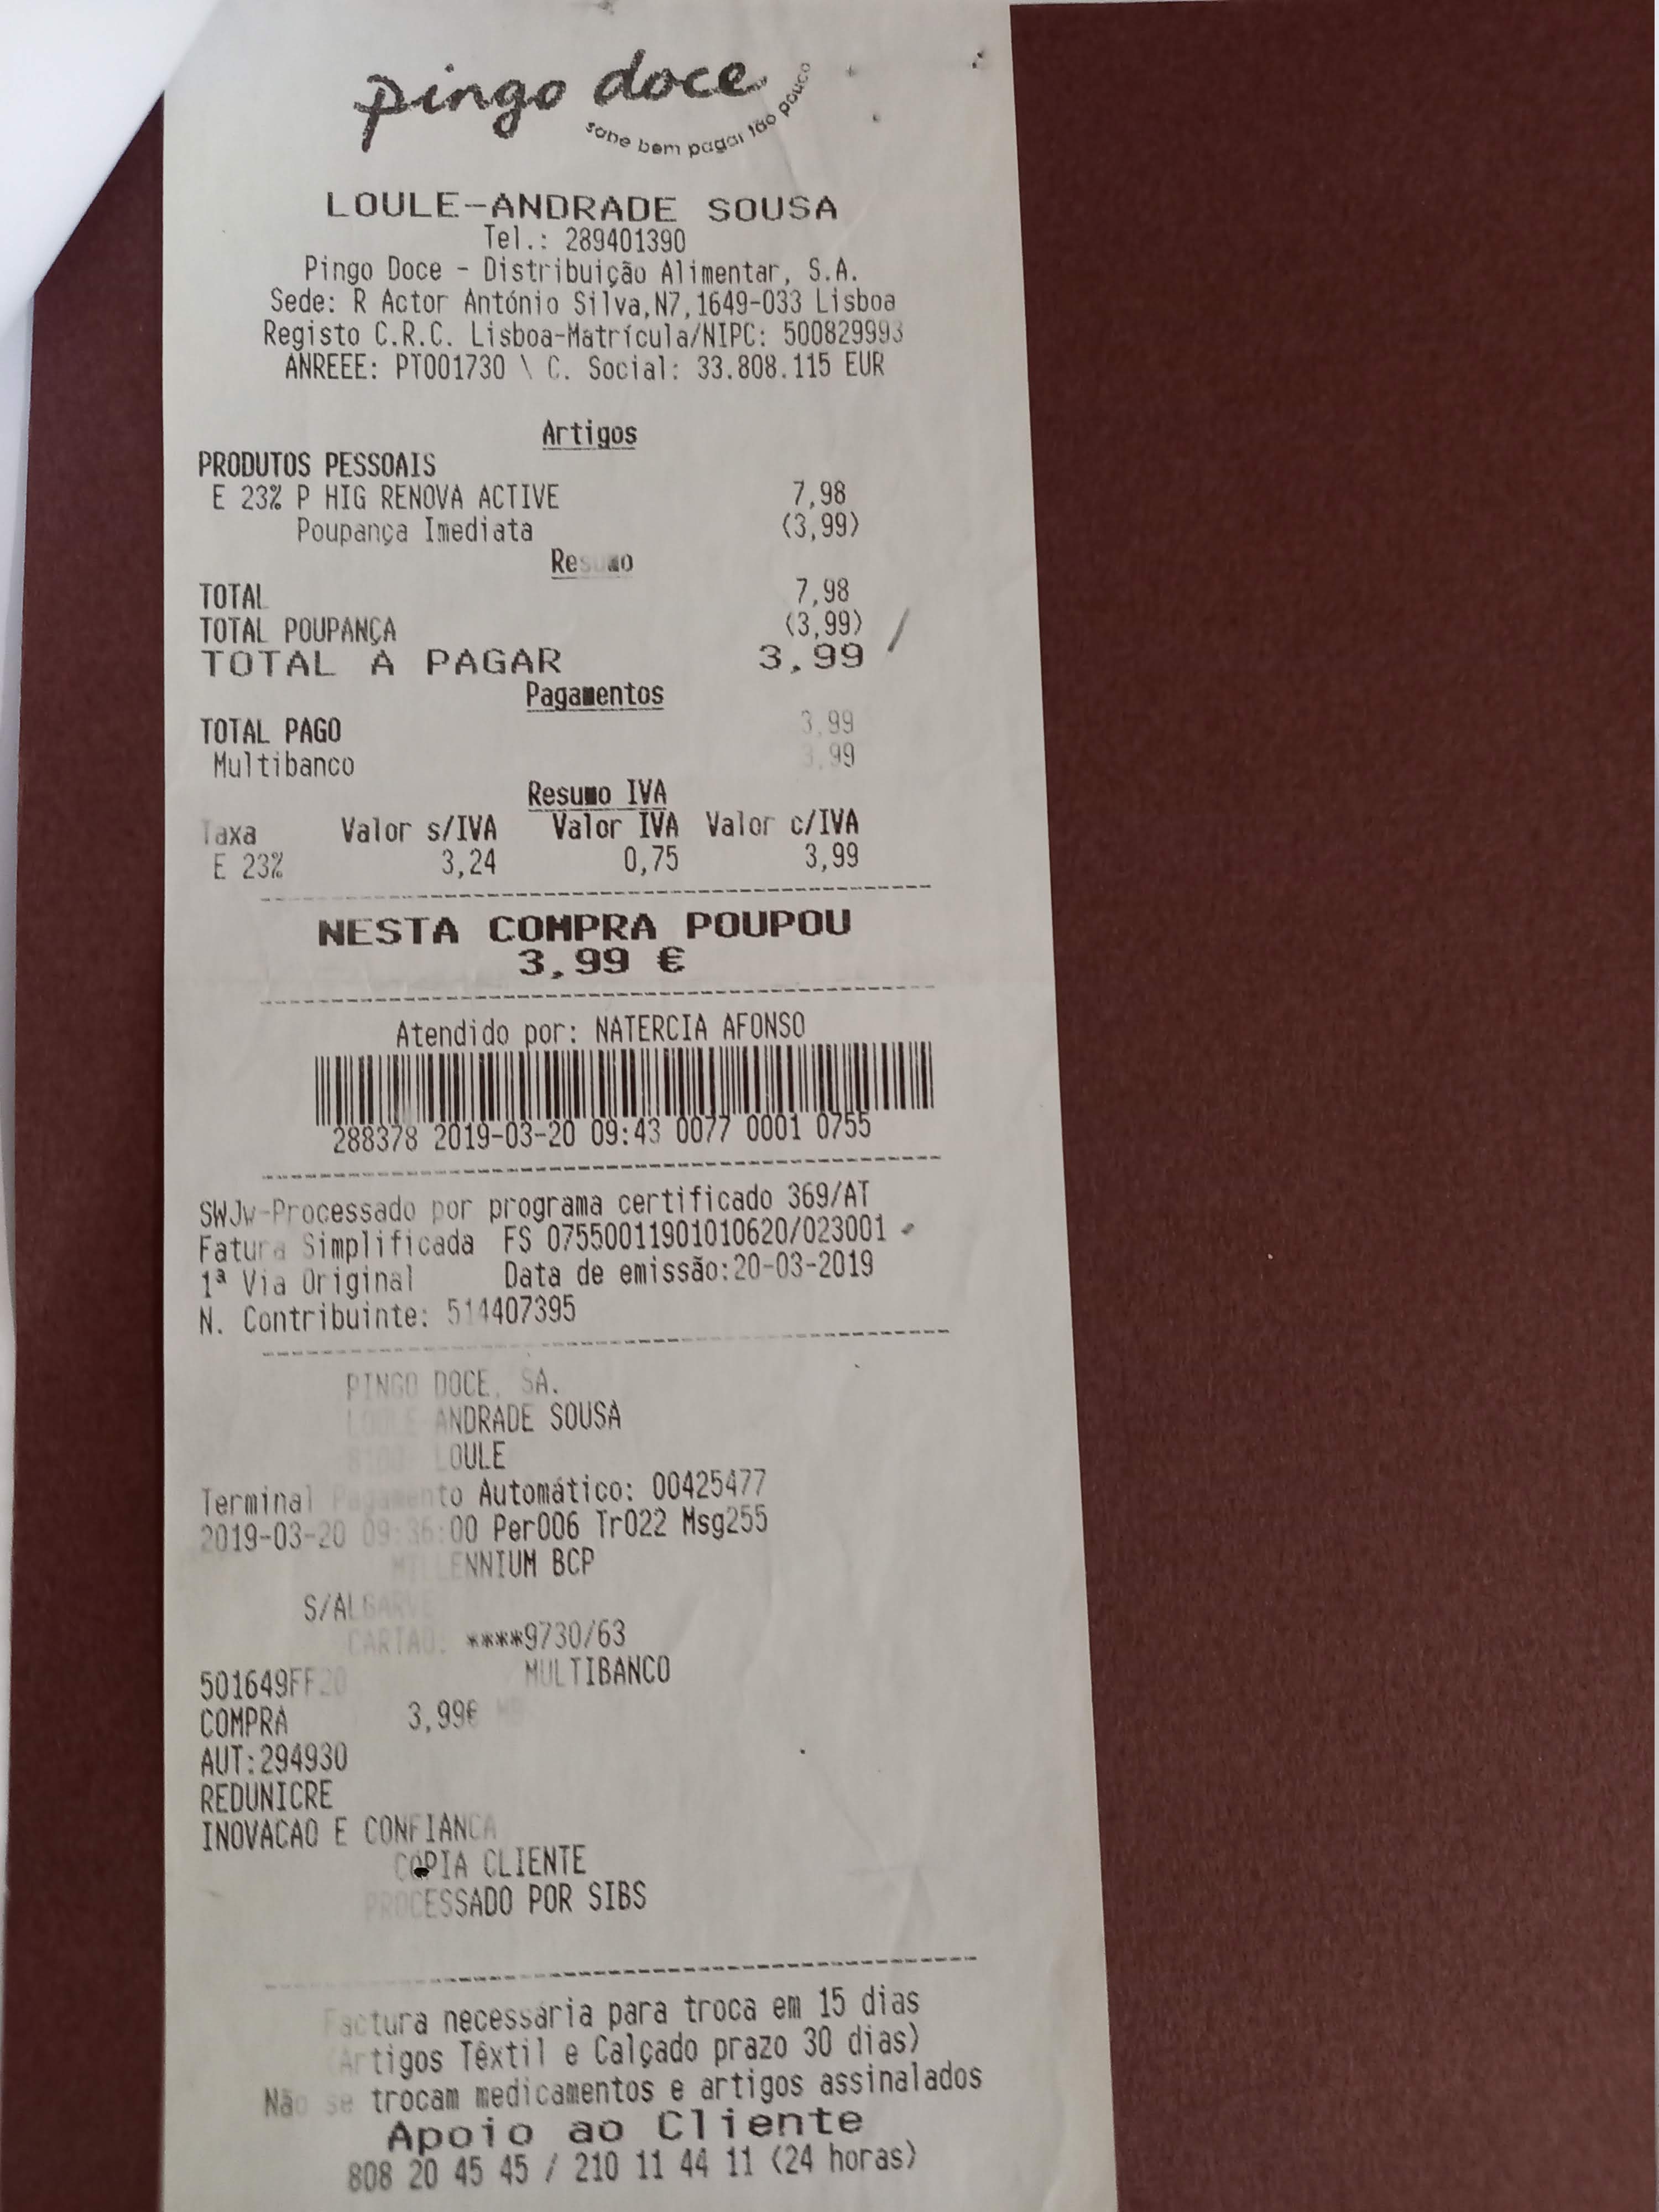 pingo doce
sabe bem pagar tão pouco
LOULE-ANDRADE SOUSA
Tel.: 289401390
Pingo Doce - Distribuição Alimentar, S.A.
Sede: R Actor António Silva,N7,1649-033 Lisboa
Registo C.R.C. Lisboa-Matrícula/NIPC: 500829993
ANREEE: PT001730 \ C. Social: 33.808.115 EUR
Artigos
PRODUTOS PESSOAIS
E 23% P HIG RENOVA ACTIVE 7,98
Poupança Imediata (3,99)
Resumo
TOTAL 7,98
TOTAL POUPANÇA (3,99)
TOTAL A PAGAR 3,99
Pagamentos
TOTAL PAGO 3,99
Multibanco 3,99
Resumo IVA
Taxa Valor s/IVA Valor IVA Valor c/IVA
E 23% 3,24 0,75 3,99
NESTA COMPRA POUPOU
3,99 €
Atendido por: NATERCIA AFONSO
288378 2019-03-20 09:43 0077 0001 0755
SWJw-Processado por programa certificado 369/AT
Fatura Simplificada FS 07550011901010620/023001
1ª Via Original Data de emissão:20-03-2019
N. Contribuinte: 514407395
PINGO DOCE, SA.
LOULE ANDRADE SOUSA
LOULE
Terminal Pagamento Automático: 00425477
2019-03-20 09:36:00 Per006 Tr022 Msg255
MILLENNIUM BCP
S/ALGARVE
CARTAO: ****9730/63
501649FF20 MULTIBANCO
COMPRA 3,99€
AUT:294930
REDUNICRE
INOVACAO E CONFIANCA
COPIA CLIENTE
PROCESSADO POR SIBS
Factura necessária para troca em 15 dias
(Artigos Têxtil e Calçado prazo 30 dias)
Não se trocam medicamentos e artigos assinalados
Apoio ao Cliente
808 20 45 45 / 210 11 44 11 (24 horas)